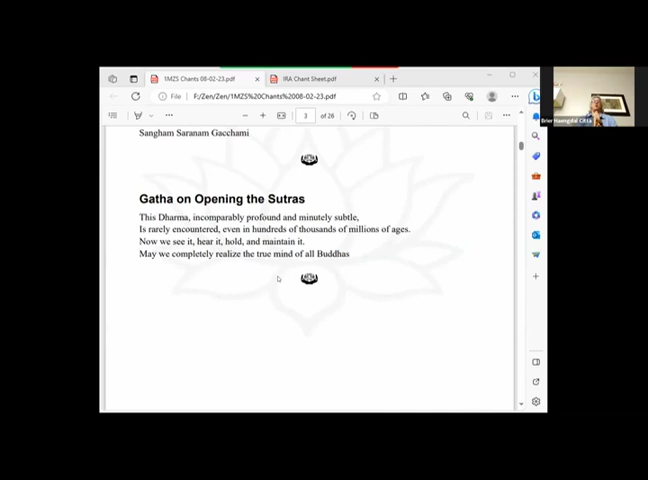 1MZS Chants 08-02-23.pdf
IRA Chant Sheet.pdf
File
F:/Zen/Zen/1MZS%20Chants%2008-02-23.pdf
3
of 26
Sangham Saranam Gacchami
Gatha on Opening the Sutras
This Dharma, incomparably profound and minutely subtle,
Is rarely encountered, even in hundreds of thousands of millions of ages.
Now we see it, hear it, hold, and maintain it.
May we completely realize the true mind of all Buddhas